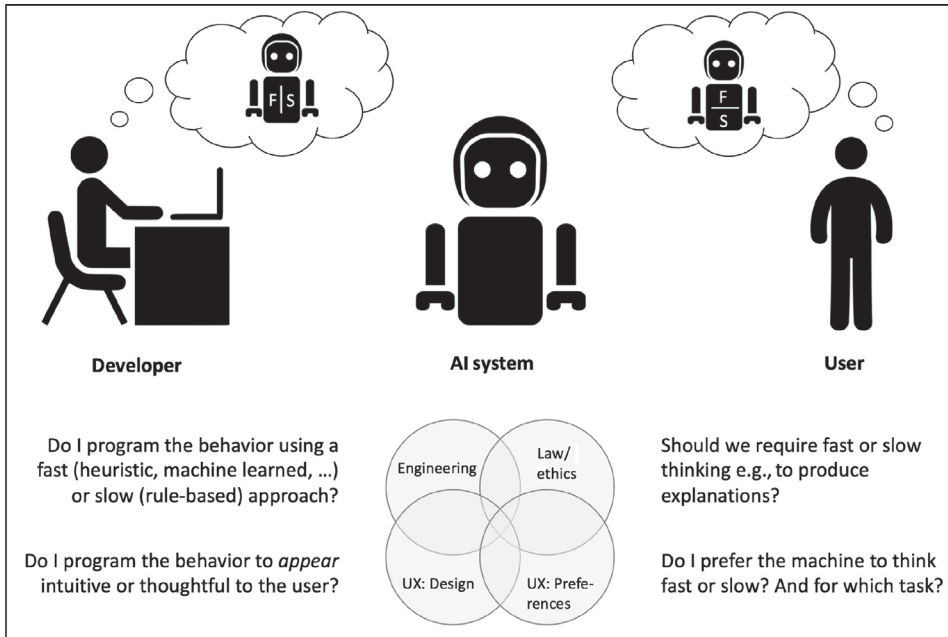 F S
F
S
Developer
AI system
User
Do I program the behavior using a
fast (heuristic, machine learned, …)
or slow (rule-based) approach?
Do I program the behavior to appear
intuitive or thoughtful to the user?
Engineering
Law/
ethics
UX: Design
UX: Prefe-
rences
Should we require fast or slow
thinking e.g., to produce
explanations?
Do I prefer the machine to think
fast or slow? And for which task?